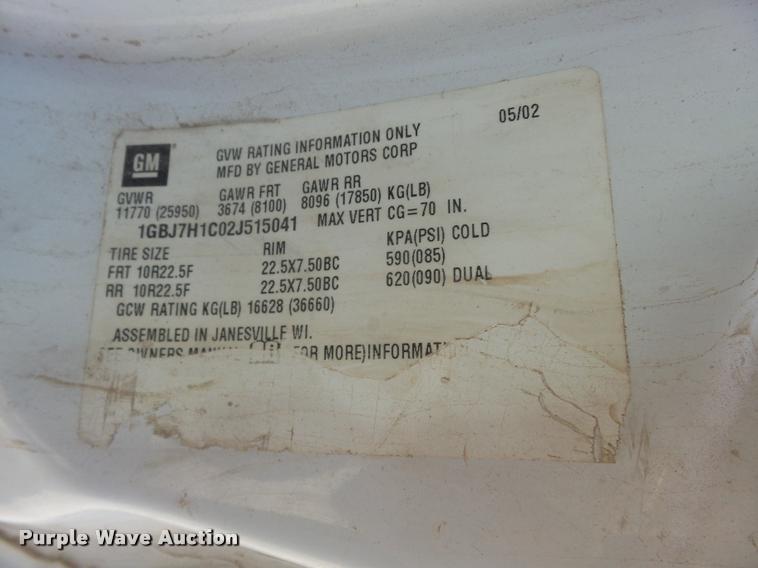 05/02
GM
GVW RATING INFORMATION ONLY
MFD BY GENERAL MOTORS CORP
GVWR GAWR FRT GAWR RR
11770 (25950) 3674 (8100) 8096 (17850) KG(LB)
1GBJ7H1C02J515041 MAX VERT CG=70 IN.
TIRE SIZE RIM KPA(PSI) COLD
FRT 10R22.5F 22.5X7.50BC 590(085)
RR 10R22.5F 22.5X7.50BC 620(090) DUAL
GCW RATING KG(LB) 16628 (36660)
ASSEMBLED IN JANESVILLE WI.
OWNERS FOR MORE)
Purple Wave Auction